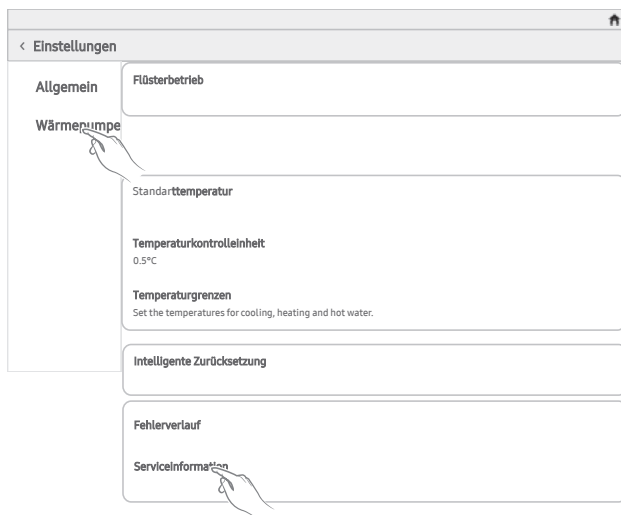 < Einstellungen
Allgemein
Wärmepumpe
Flüsterbetrieb
Standarttemperatur
Temperaturkontrolleinheit
0.5°C
Temperaturgrenzen
Set the temperatures for cooling, heating and hot water.
Intelligente Zurücksetzung
Fehlerverlauf
Serviceinformation